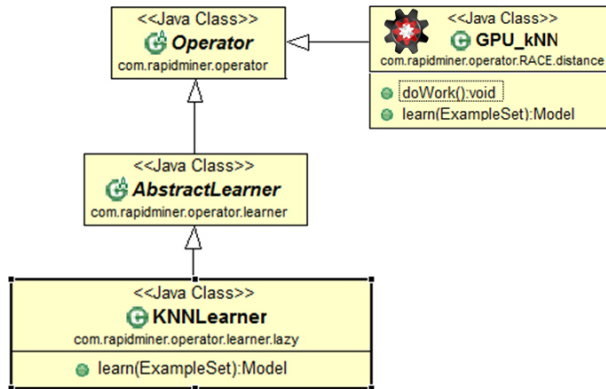 <<Java Class>>
Operator
com.rapidminer.operator
<<Java Class>>
GPU_kNN
com.rapidminer.operator.RACE.distance
doWork():void
learn(ExampleSet):Model
<<Java Class>>
AbstractLearner
com.rapidminer.operator.learner
<<Java Class>>
KNNLearner
com.rapidminer.operator.learner.lazy
learn(ExampleSet):Model